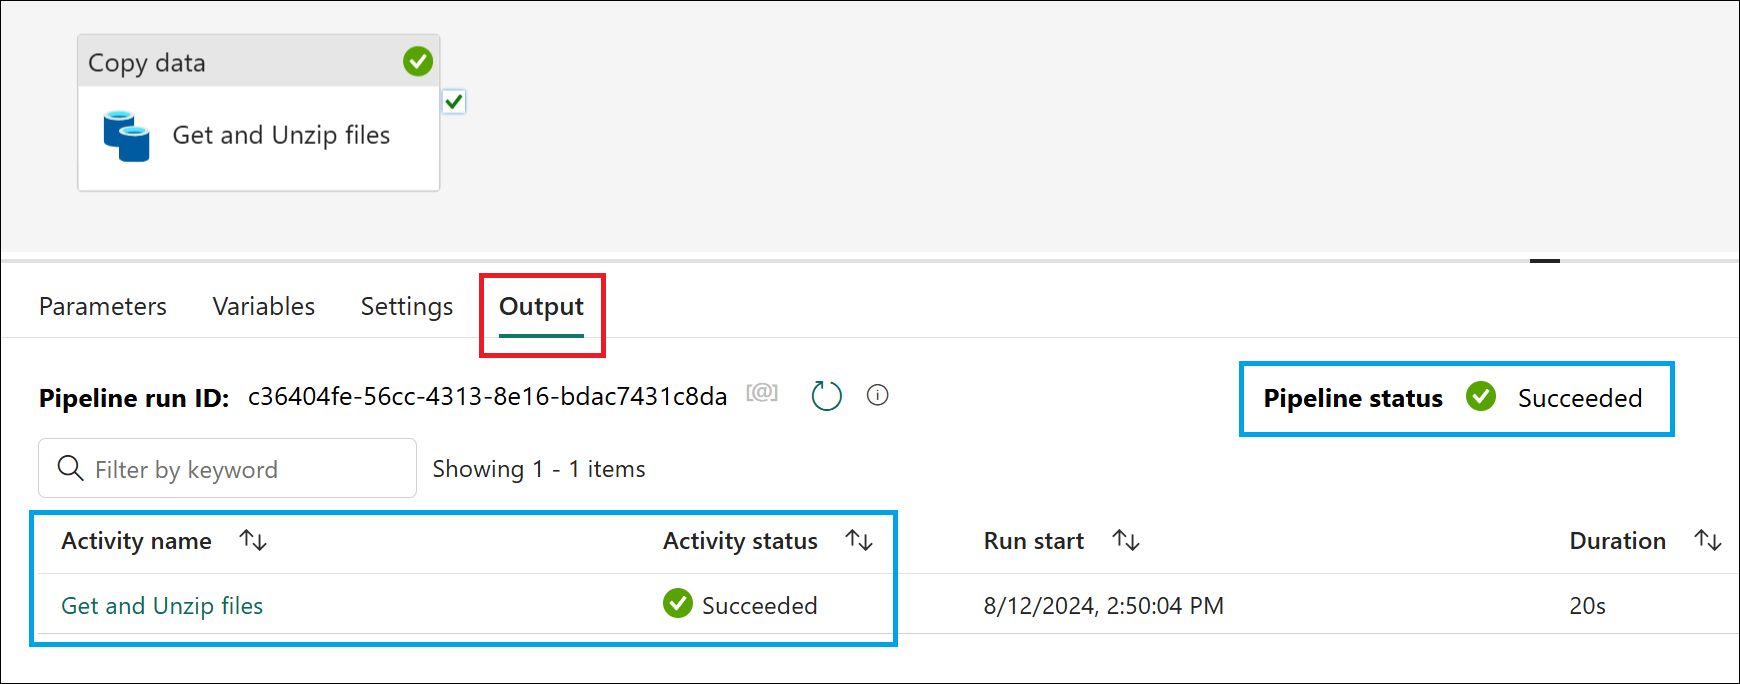 Copy data
Get and Unzip files
Parameters Variables Settings Output
Pipeline run ID: c36404fe-56cc-4313-8e16-bdac7431c8da [@] Pipeline status Succeeded
Filter by keyword Showing 1 - 1 items
Activity name Activity status Run start Duration
Get and Unzip files Succeeded 8/12/2024, 2:50:04 PM 20s